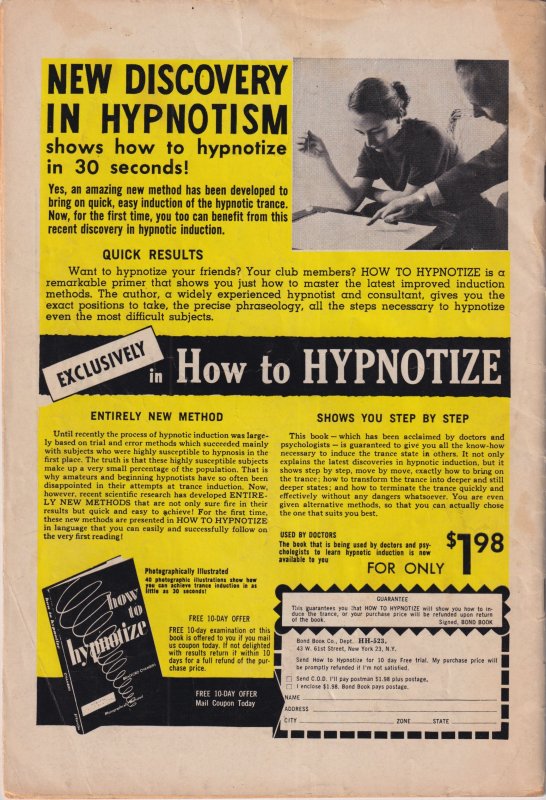 NEW DISCOVERY
IN HYPNOTISM
shows how to hypnotize
in 30 seconds!
Yes, an amazing new method has been developed to
bring on quick, easy induction of the hypnotic trance.
Now, for the first time, you too can benefit from this
recent discovery in hypnotic induction.
QUICK RESULTS
Want to hypnotize your friends? Your club members? HOW TO HYPNOTIZE is a
remarkable primer that shows you just how to master the latest improved induction
methods. The author, a widely experienced hypnotist and consultant, gives you the
exact positions to take, the precise phraseology, all the steps necessary to hypnotize
even the most difficult subjects.
EXCLUSIVELY
in How to HYPNOTIZE
ENTIRELY NEW METHOD
Until recently the process of hypnotic induction was large-
ly based on trial and error methods which succeeded mainly
with subjects who were highly susceptible to hypnosis in the
first place. The truth is that these highly susceptible subjects
make up a very small percentage of the population. That is
why amateurs and beginning hypnotists have so often been
disappointed in their attempts at trance induction. Now,
however, recent scientific research has developed ENTIRE-
LY NEW METHODS that are not only sure fire in their
results but quick and easy to achieve! For the first time,
these new methods are presented in HOW TO HYPNOTIZE
in language that you can easily and successfully follow on
the very first reading!
SHOWS YOU STEP BY STEP
This book — which has been acclaimed by doctors and
psychologists — is guaranteed to give you all the know-how
necessary to induce the trance state in others. It not only
explains the latest discoveries in hypnotic induction, but it
shows step by step, move by move, exactly how to bring on
the trance; how to transform the trance into deeper and still
deeper states; and how to terminate the trance quickly and
effectively without any dangers whatsoever. You are even
given alternative methods, so that you can actually chose
the one that suits you best.
USED BY DOCTORS
The book that is being used by doctors and psy-
chologists to learn hypnotic induction is now
available to you
FOR ONLY $1.98
how
to
hypnotize
Photographically Illustrated
40 photographic illustrations show how
you can achieve trance induction in as
little as 30 seconds!
FREE 10-DAY OFFER
FREE 10-day examination of this
book is offered to you if you mail
us coupon today. If not delighted
with results return it within 10
days for a full refund of the pur-
chase price.
FREE 10-DAY OFFER
Mail Coupon Today
GUARANTEE
This guarantees you that HOW TO HYPNOTIZE will show you how to in-
duce the trance, or your purchase price will be refunded upon return
of the book.
Signed, BOND BOOK
Bond Book Co., Dept. HH-523,
43 W. 61st Street, New York 23, N.Y.
Send How to Hypnotize for 10 day Free trial. My purchase price will
be promptly refunded if I'm not satisfied.
Send C.O.D. I'll pay postman $1.98 plus postage.
I enclose $1.98. Bond Book pays postage.
NAME
ADDRESS
CITY ZONE STATE